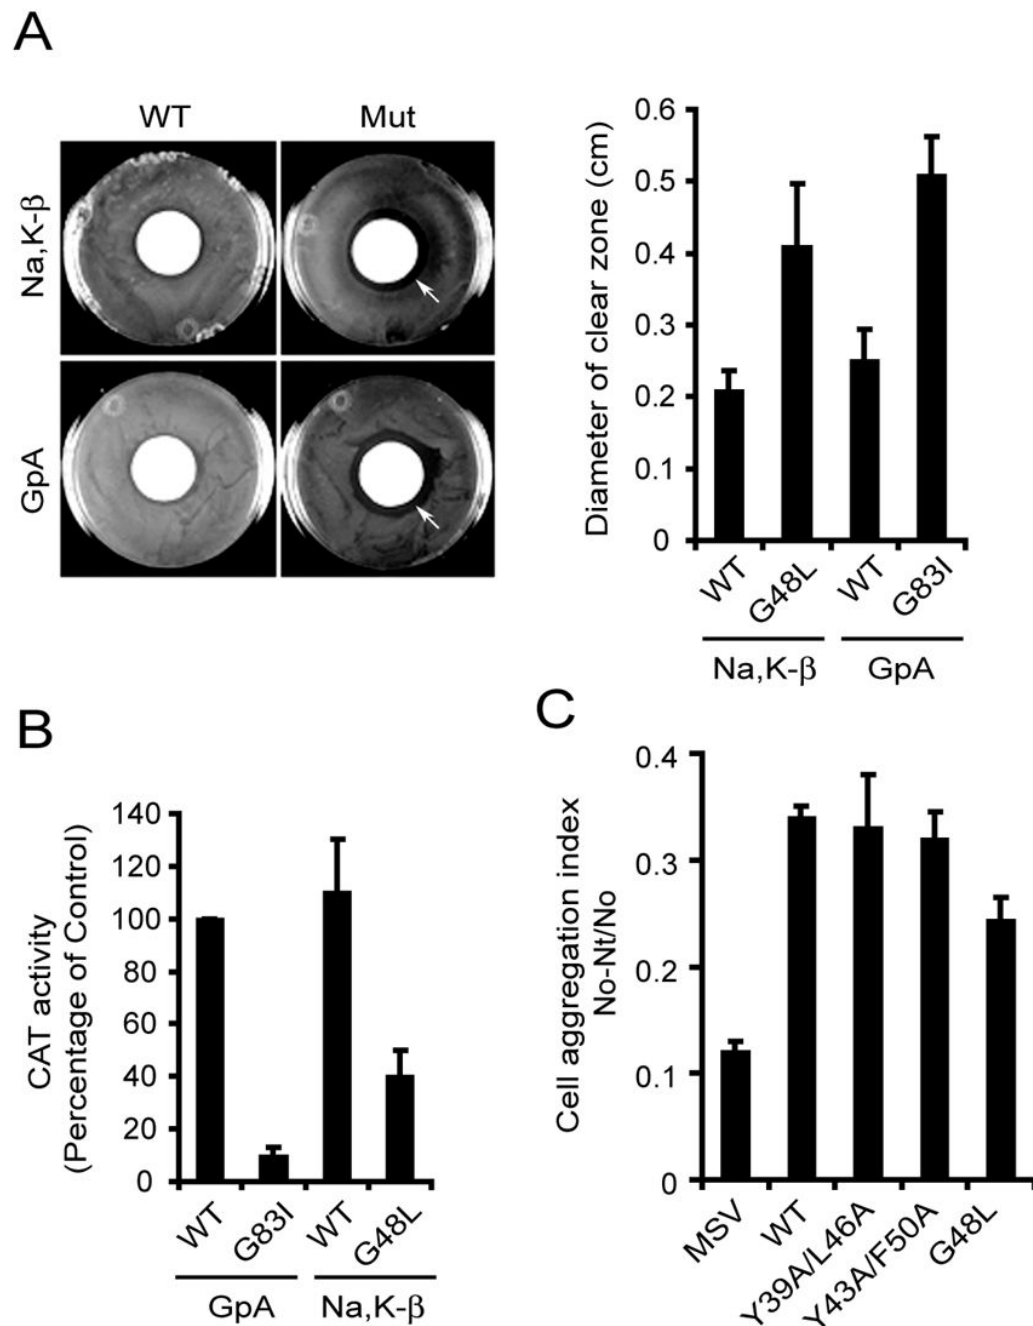 A
WT
Mut
Na,K-β
GpA
Diameter of clear zone (cm)
0.6
0.5
0.4
0.3
0.2
0.1
0
WT
G48L
WT
G83I
Na,K-β
GpA
B
CAT activity
(Percentage of Control)
140
120
100
80
60
40
20
0
WT
G83I
WT
G48L
GpA
Na,K-β
C
Cell aggregation index
No-Nt/No
0.4
0.3
0.2
0.1
0
MSV
WT
Y39A/L46A
Y43A/F50A
G48L